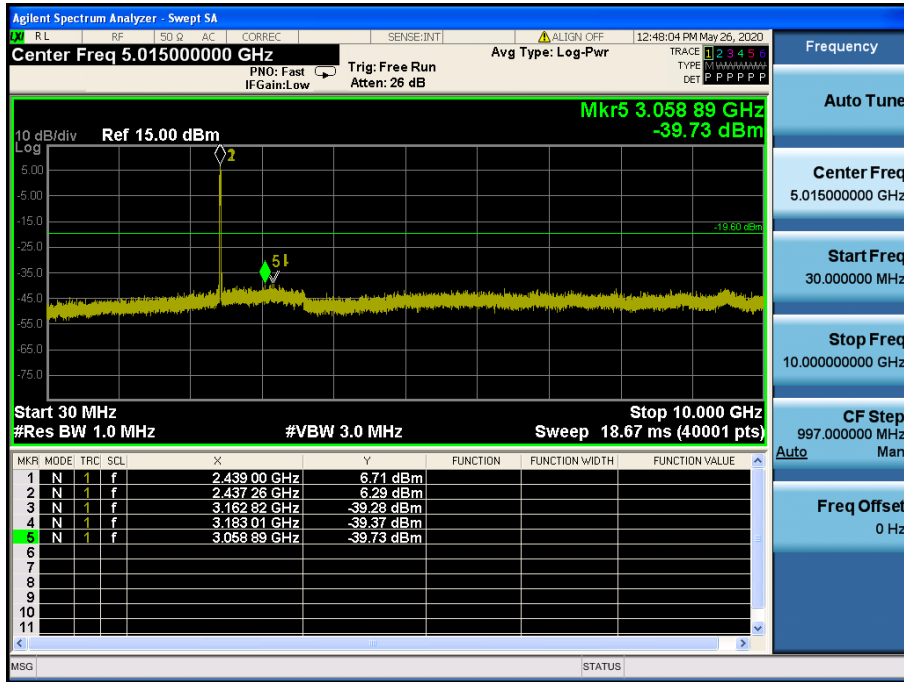 Agilent Spectrum Analyzer - Swept SA
LXI RL RF 50 Ω AC CORREC SENSE:INT ALIGN OFF 12:48:04 PM May 26, 2020
Center Freq 5.015000000 GHz
PNO: Fast
IFGain:Low
Trig: Free Run
Atten: 26 dB
Avg Type: Log-Pwr
TRACE 1 2 3 4 5 6
TYPE M WWWWW
DET P P P P P P
Mkr5 3.058 89 GHz
-39.73 dBm
10 dB/div Ref 15.00 dBm
Log
2
5.00
-5.00
-15.0
-19.60 dBm
-25.0
51
-35.0
-45.0
-55.0
-65.0
-75.0
Start 30 MHz Stop 10.000 GHz
#Res BW 1.0 MHz #VBW 3.0 MHz Sweep 18.67 ms (40001 pts)
MKR MODE TRC SCL X Y FUNCTION FUNCTION WIDTH FUNCTION VALUE
1 N 1 f 2.439 00 GHz 6.71 dBm
2 N 1 f 2.437 26 GHz 6.29 dBm
3 N 1 f 3.162 82 GHz -39.28 dBm
4 N 1 f 3.183 01 GHz -39.37 dBm
5 N 1 f 3.058 89 GHz -39.73 dBm
6
7
8
9
10
11
MSG STATUS
Frequency
Auto Tune
Center Freq
5.015000000 GHz
Start Freq
30.000000 MHz
Stop Freq
10.000000000 GHz
CF Step
997.000000 MHz
Auto Man
Freq Offset
0 Hz